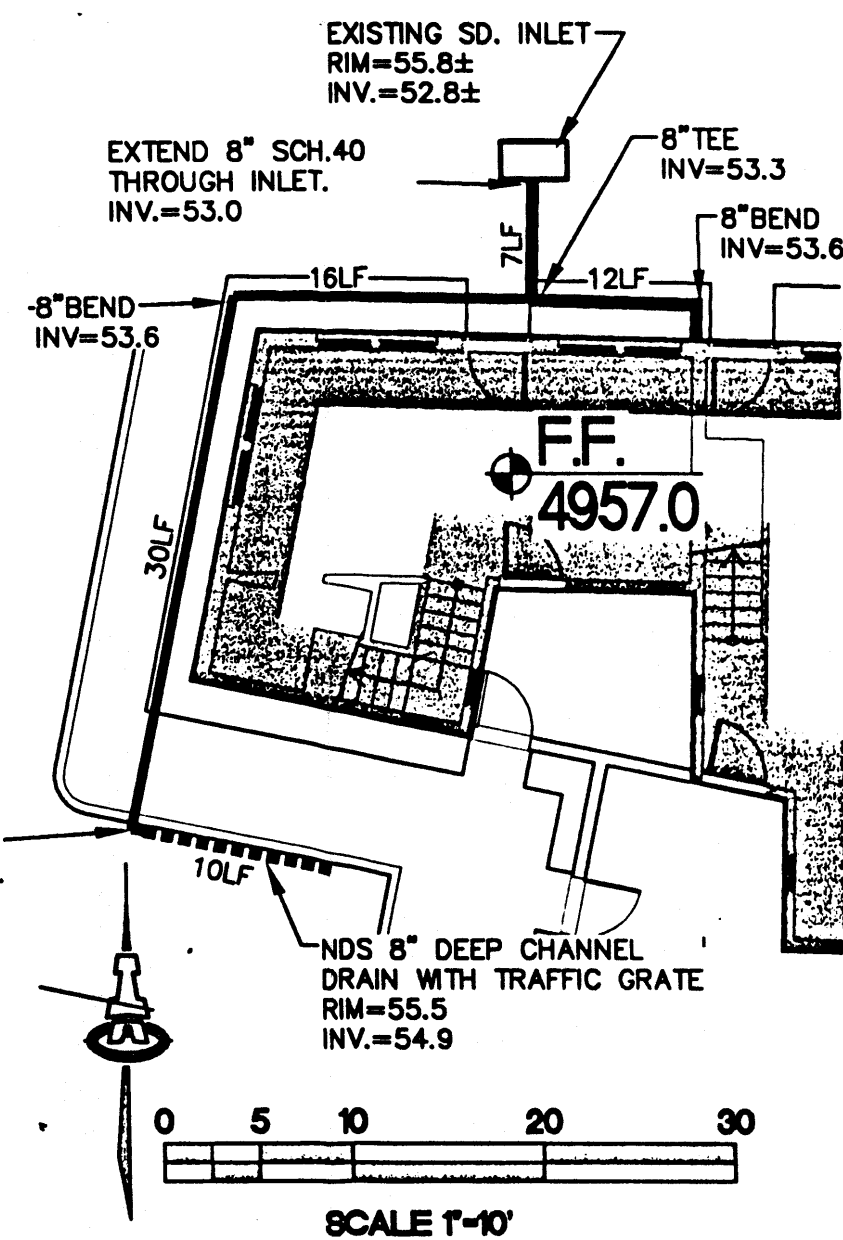 EXISTING SD. INLET
RIM=55.8±
INV.=52.8±
EXTEND 8" SCH.40
THROUGH INLET.
INV.=53.0
8"TEE
INV=53.3
8"BEND
INV=53.6
7LF
16LF
12LF
-8"BEND
INV=53.6
F.F.
4957.0
30LF
10LF
NDS 8" DEEP CHANNEL
DRAIN WITH TRAFFIC GRATE
RIM=55.5
INV.=54.9
0 5 10 20 30
SCALE 1"-10'